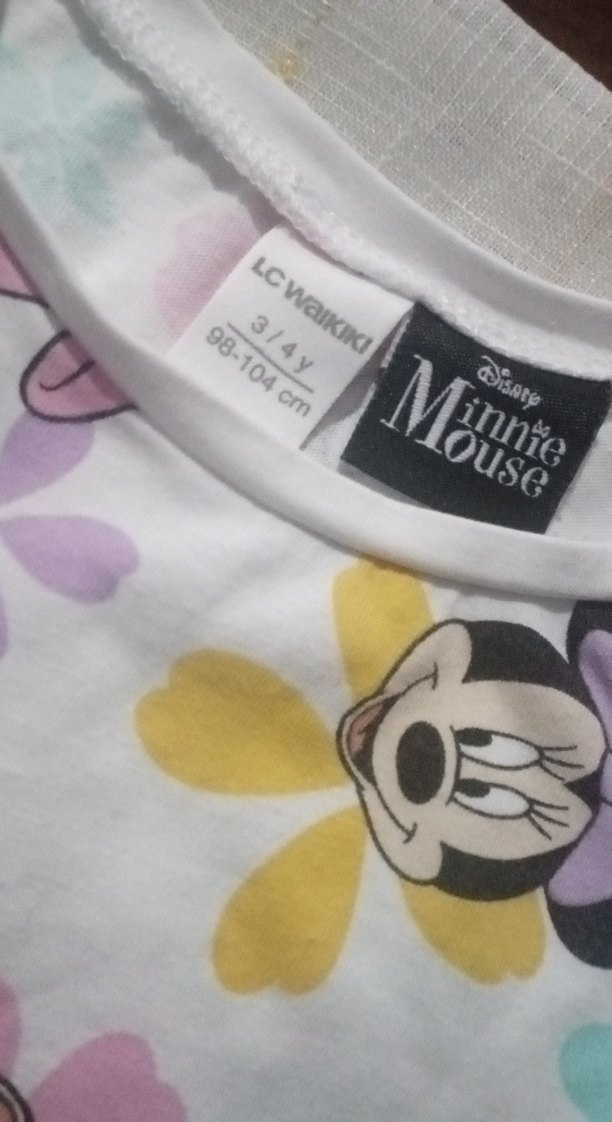 LC WAIKIKI
3 / 4 y
98-104 cm
Disney
Minnie
Mouse